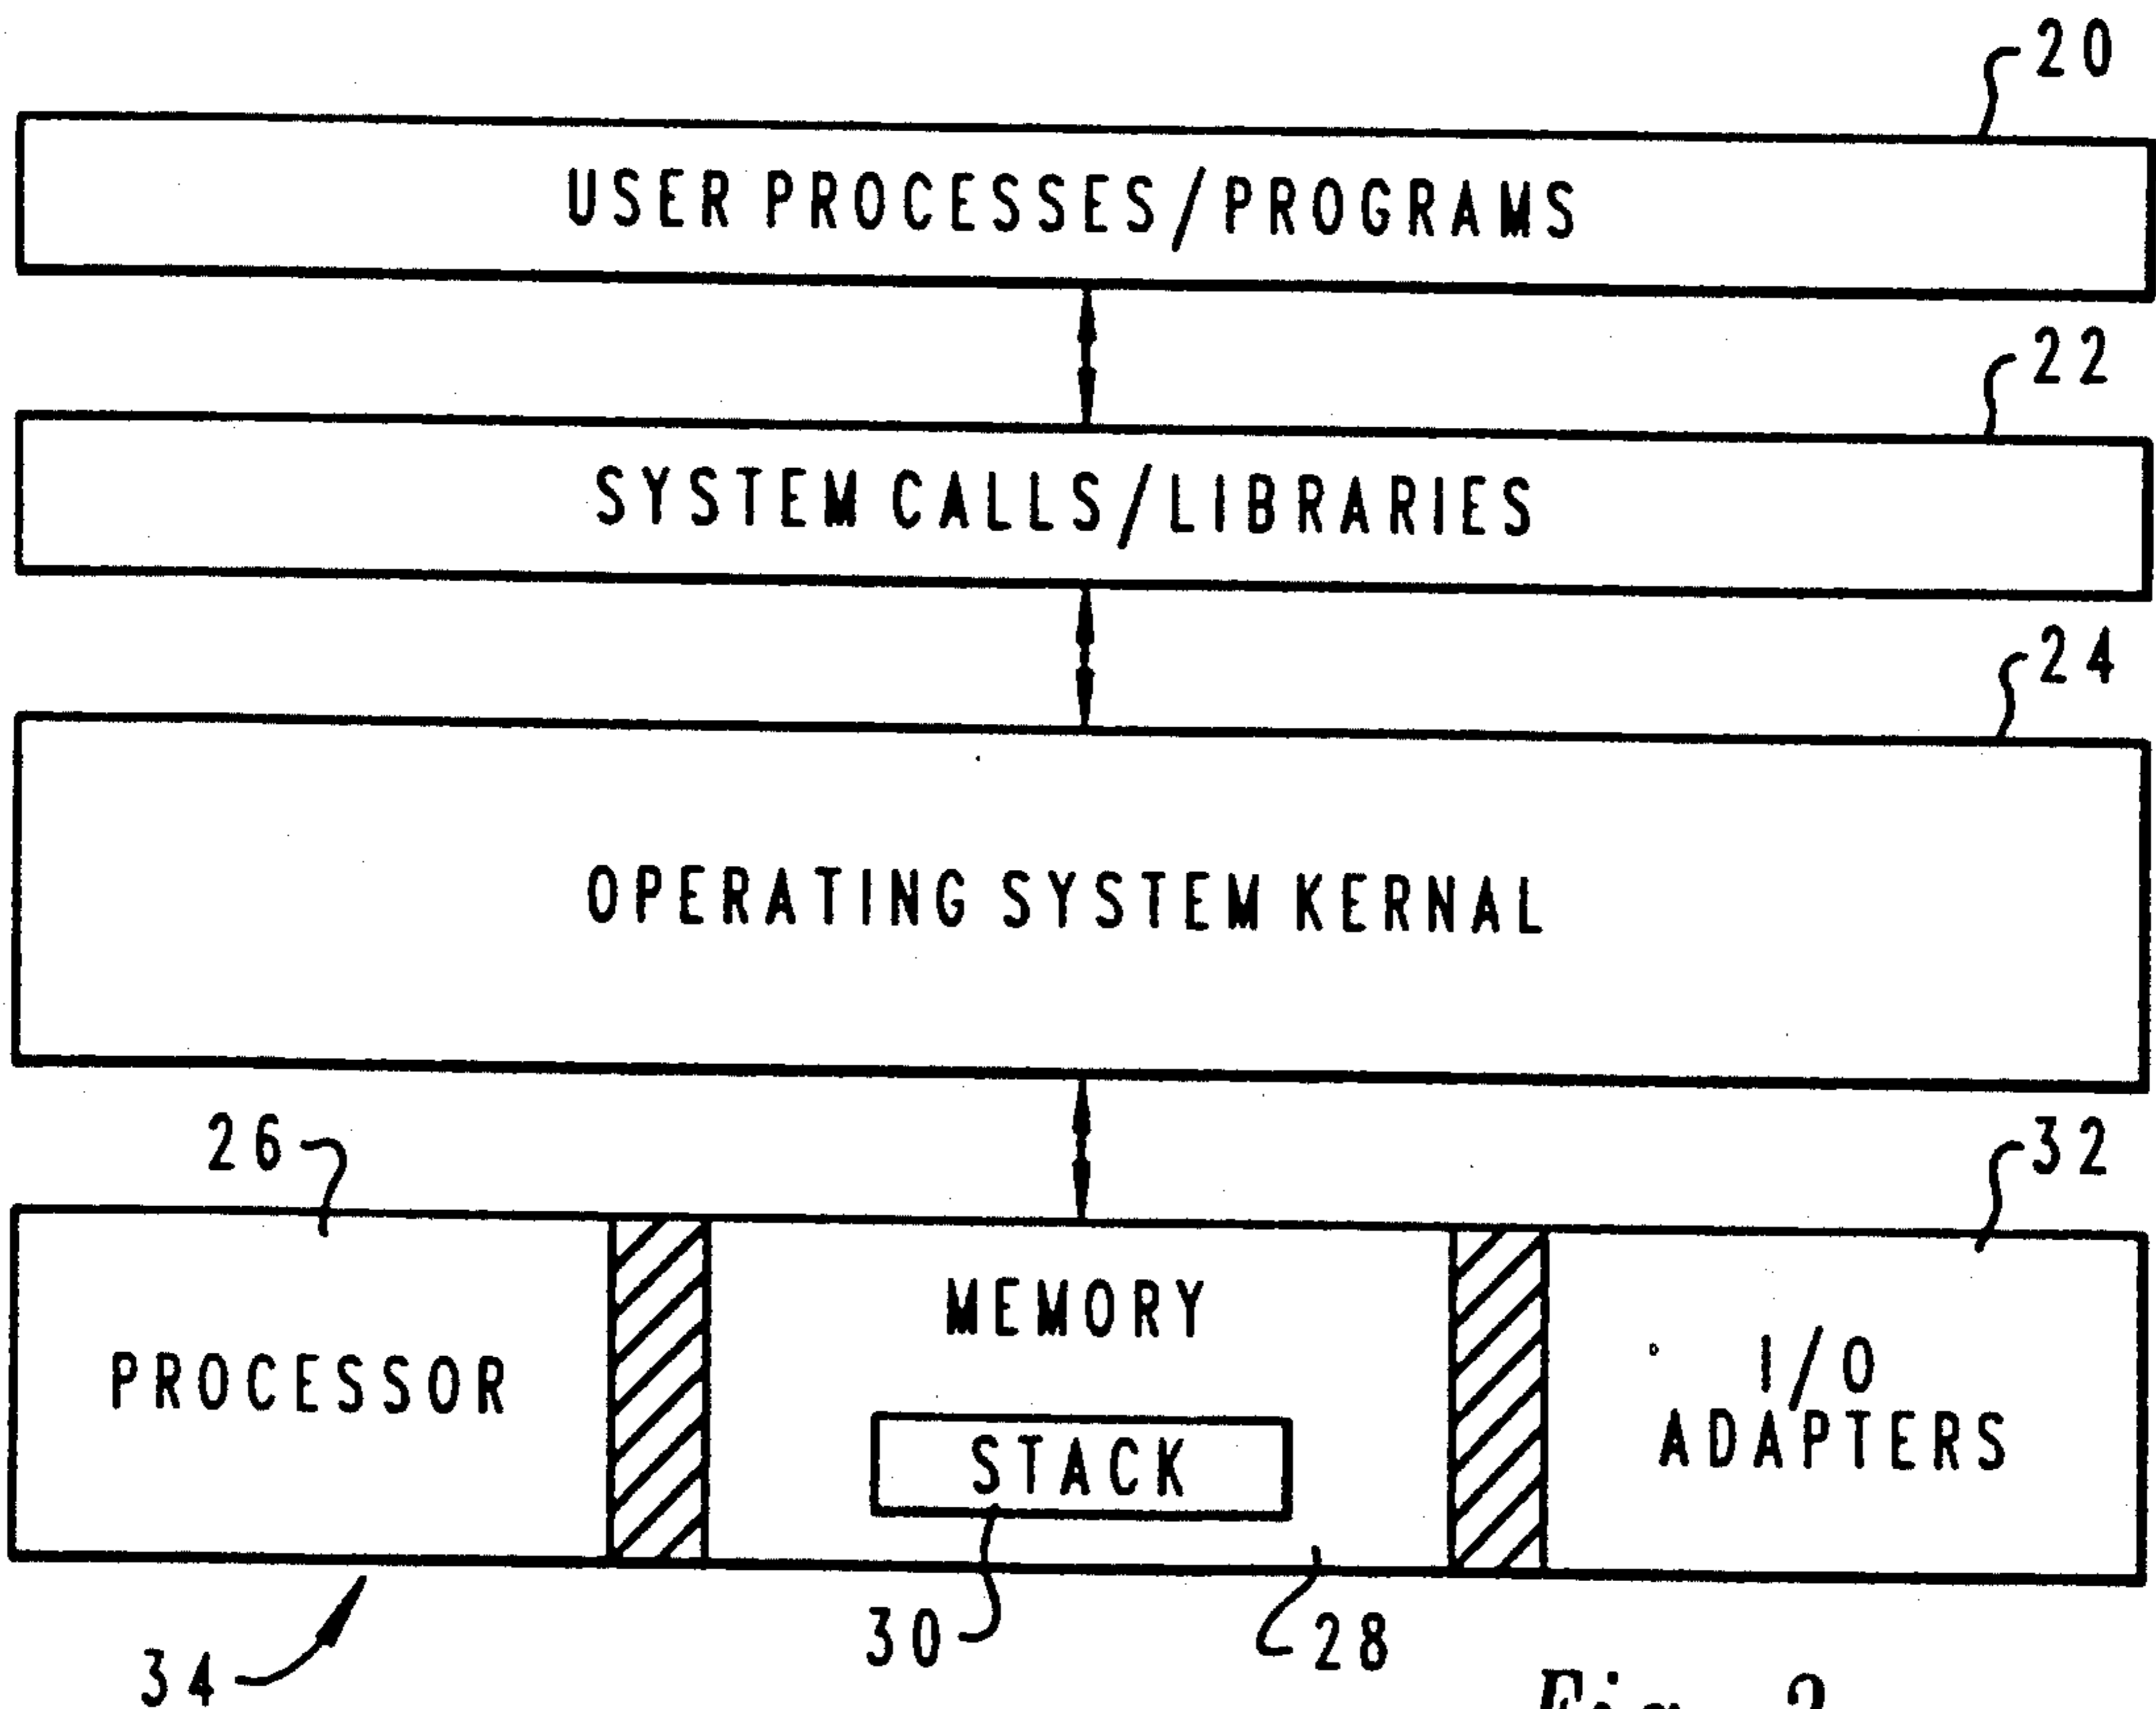 20
USER PROCESSES/PROGRAMS
22
SYSTEM CALLS/LIBRARIES
24
OPERATING SYSTEM KERNAL
26
32
MEMORY
PROCESSOR
I/O
ADAPTERS
STACK
30
28
34